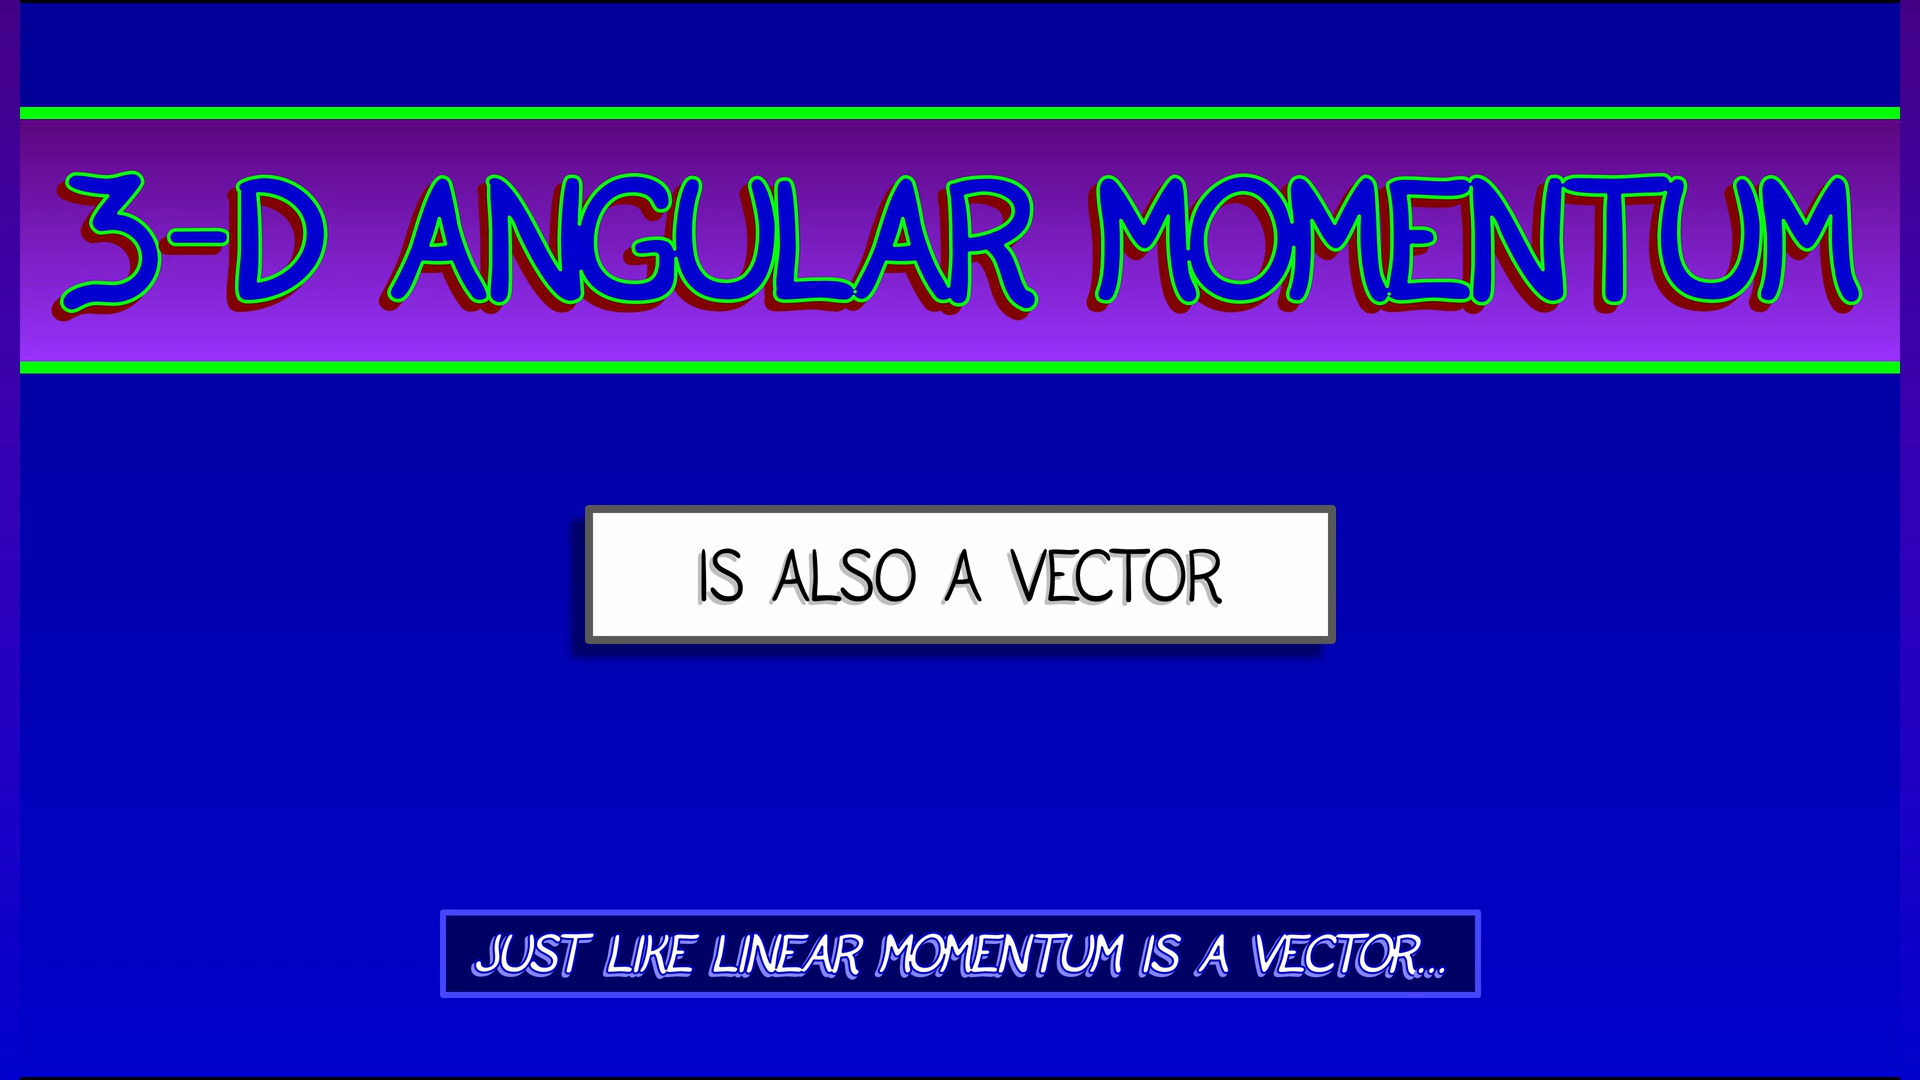 3-D ANGULAR MOMENTUM
IS ALSO A VECTOR
JUST LIKE LINEAR MOMENTUM IS A VECTOR...